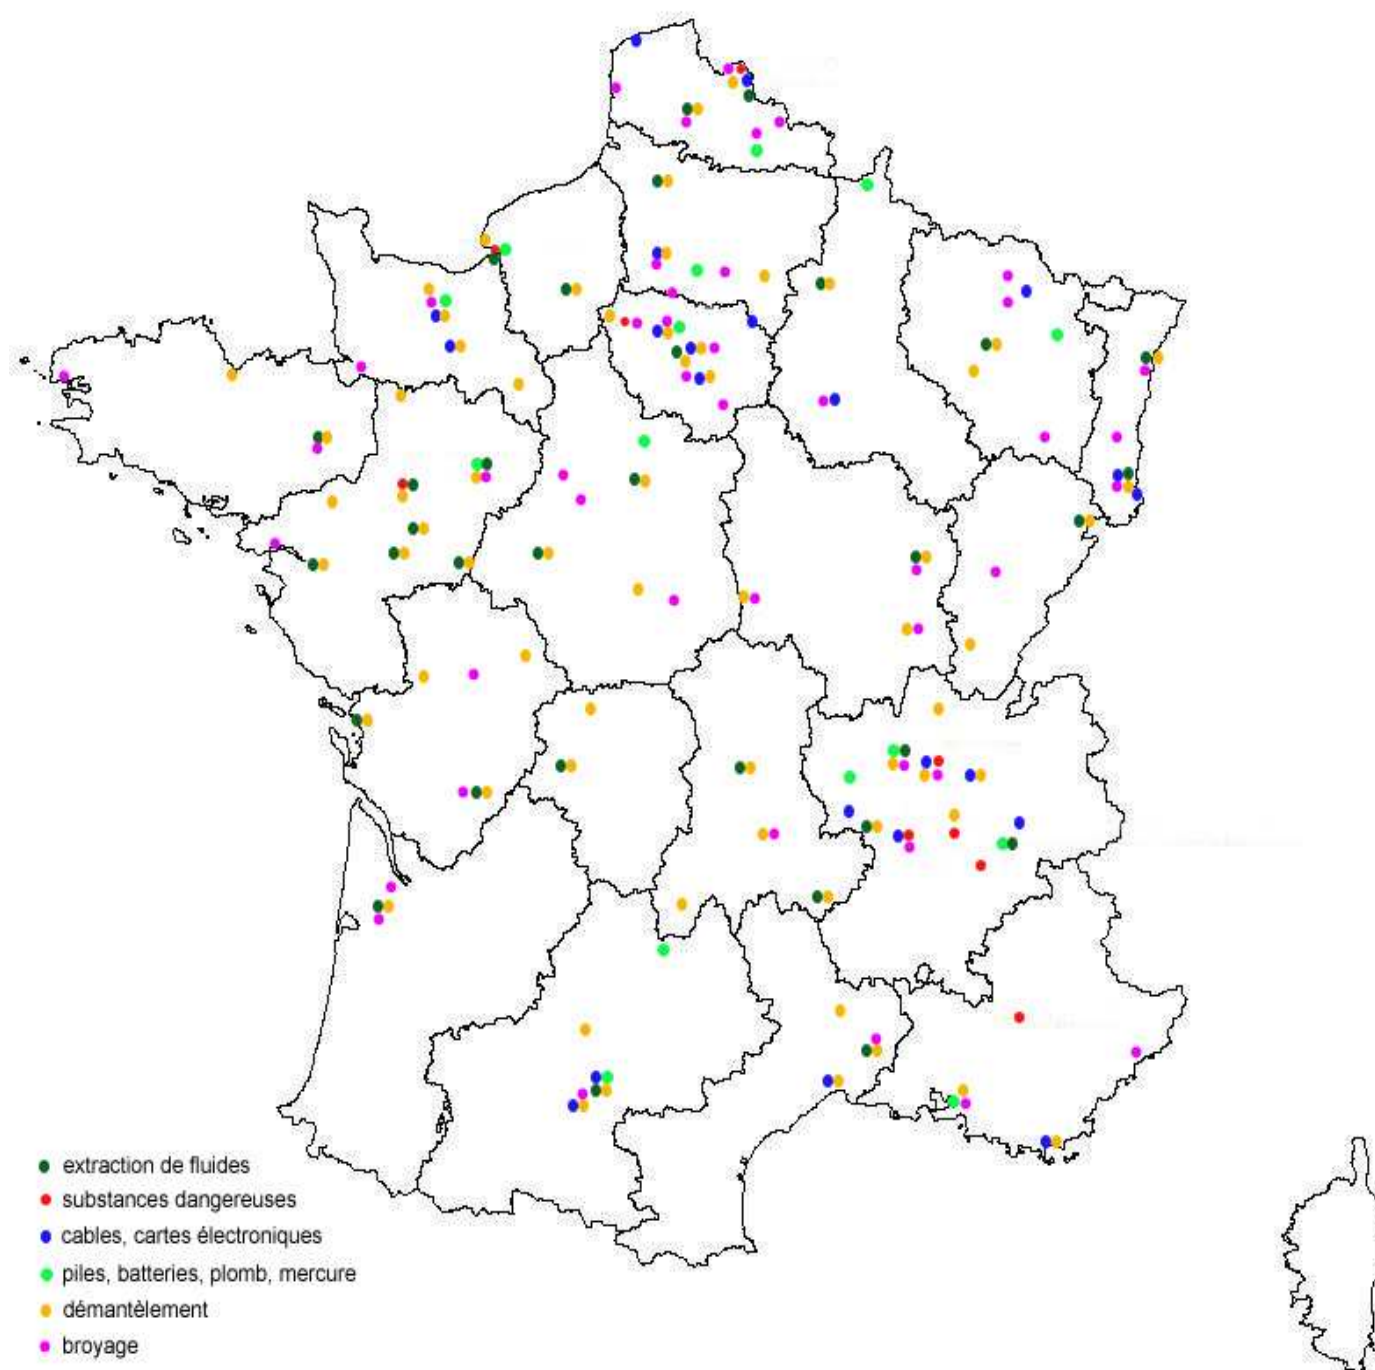 extraction de fluides
substances dangereuses
cables, cartes électroniques
piles, batteries, plomb, mercure
démantèlement
broyage